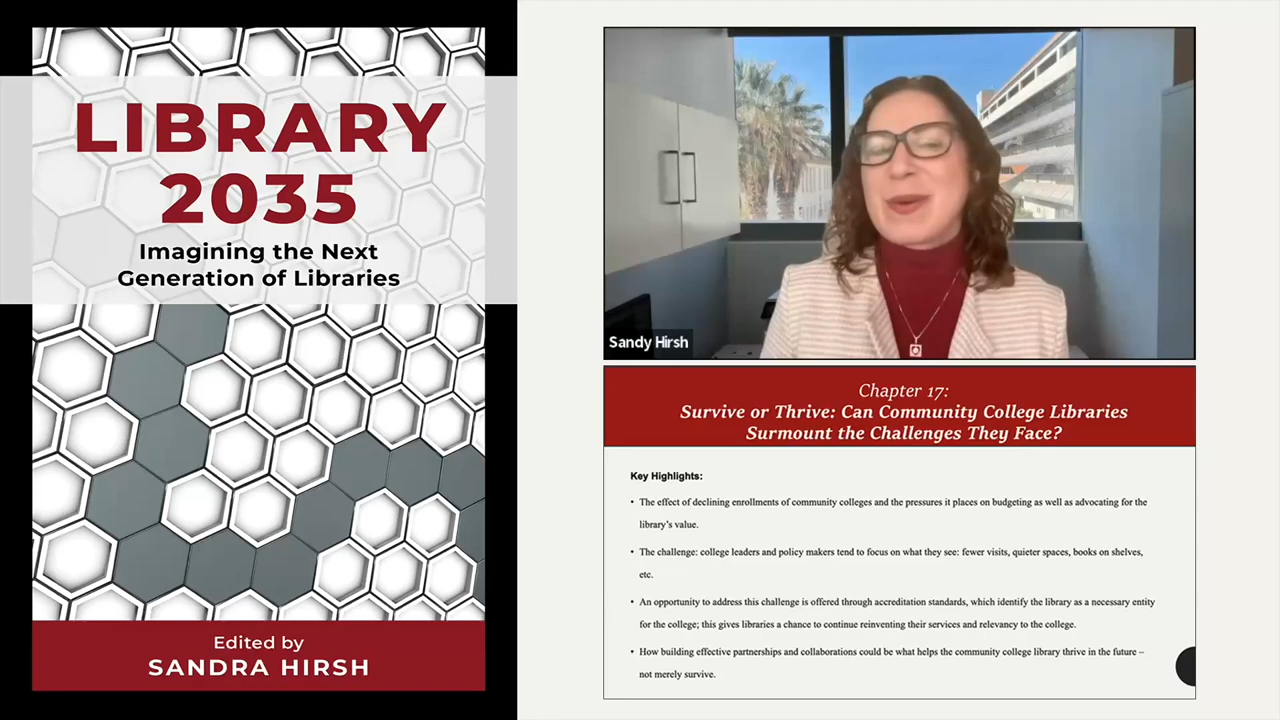 LIBRARY
2035
Imagining the Next
Generation of Libraries
Edited by
SANDRA HIRSH
Sandy Hirsh
Chapter 17:
Survive or Thrive: Can Community College Libraries
Surmount the Challenges They Face?
Key Highlights:
• The effect of declining enrollments of community colleges and the pressures it places on budgeting as well as advocating for the
library's value.
• The challenge: college leaders and policy makers tend to focus on what they see: fewer visits, quieter spaces, books on shelves,
etc.
• An opportunity to address this challenge is offered through accreditation standards, which identify the library as a necessary entity
for the college; this gives libraries a chance to continue reinventing their services and relevancy to the college.
• How building effective partnerships and collaborations could be what helps the community college library thrive in the future –
not merely survive.